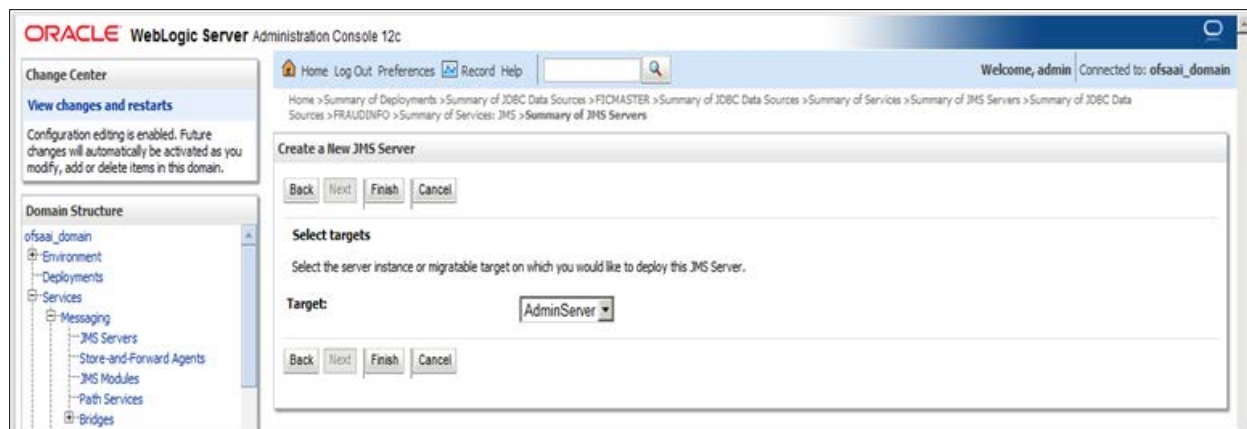 ORACLE WebLogic Server Administration Console 12c
Change Center
View changes and restarts
Configuration editing is enabled. Future
changes will automatically be activated as you
modify, add or delete items in this domain.
Domain Structure
ofsaai_domain
Environment
Deployments
Services
Messaging
JMS Servers
Store-and-Forward Agents
JMS Modules
Path Services
Bridges
Home Log Out Preferences Record Help
Welcome, admin Connected to: ofsaai_domain
Home >Summary of Deployments >Summary of JDBC Data Sources >FICMASTER >Summary of JDBC Data Sources >Summary of Services >Summary of JMS Servers >Summary of JDBC Data
Sources >FRAUDINFO >Summary of Services: JMS >Summary of JMS Servers
Create a New JMS Server
Back Next Finish Cancel
Select targets
Select the server instance or migratable target on which you would like to deploy this JMS Server.
Target: AdminServer
Back Next Finish Cancel